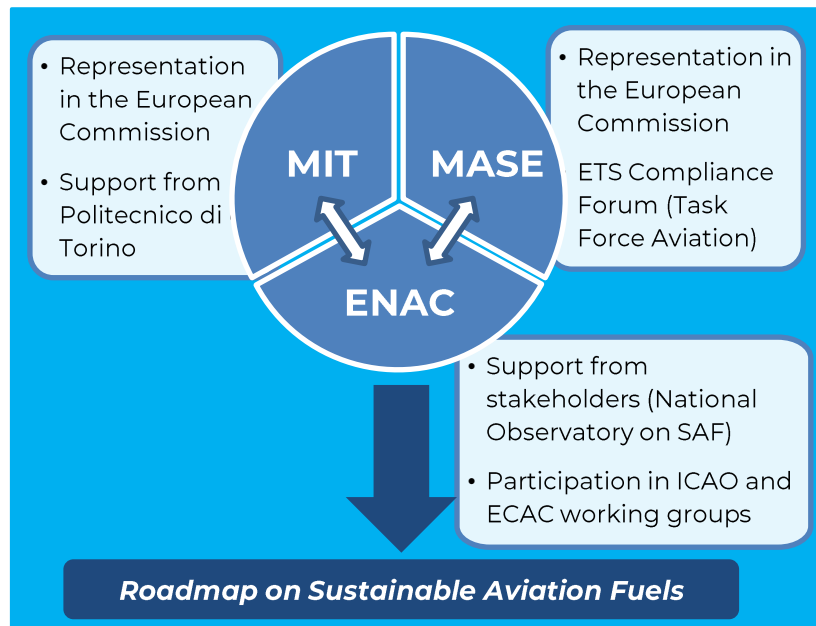 • Representation
in the European
Commission
• Support from
Politecnico di
Torino
MIT
MASE
ENAC
• Representation in
the European
Commission
• ETS Compliance
Forum (Task
Force Aviation)
• Support from
stakeholders (National
Observatory on SAF)
• Participation in ICAO and
ECAC working groups
Roadmap on Sustainable Aviation Fuels